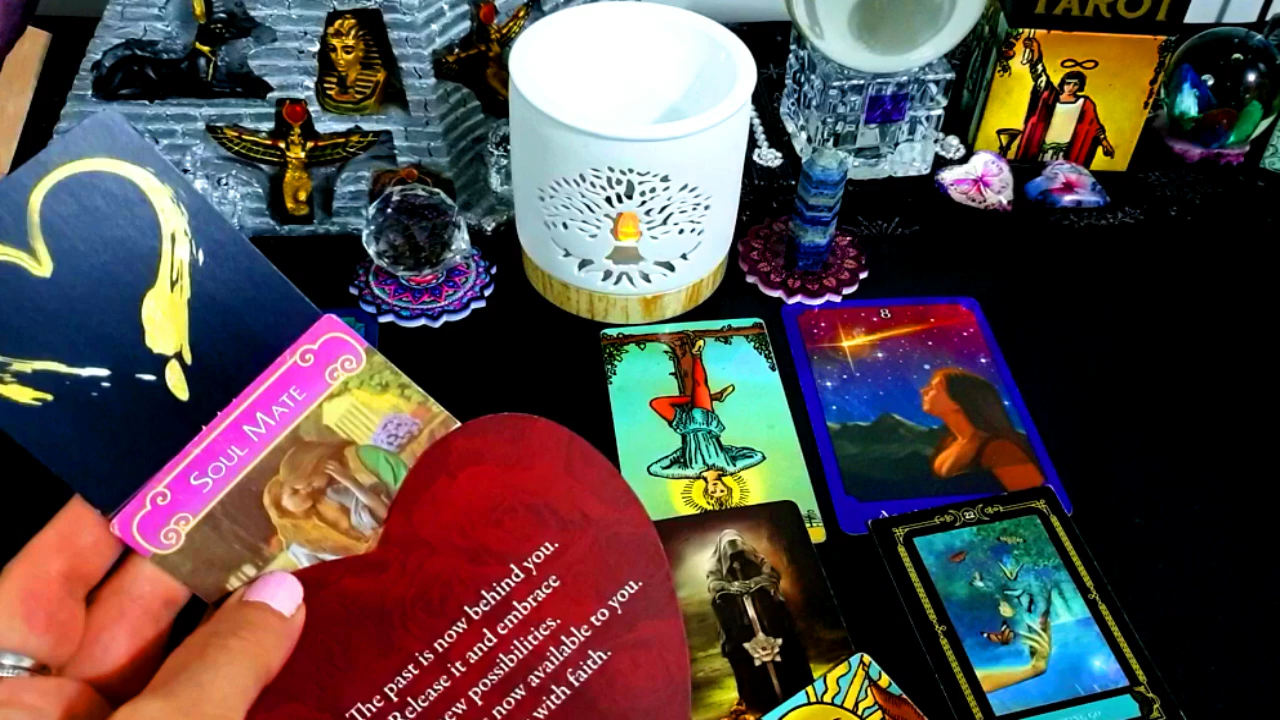 TAROT
8
SOUL MATE
22
The past is now behind you.
Release it and embrace
new possibilities.
now available to you.
with faith.